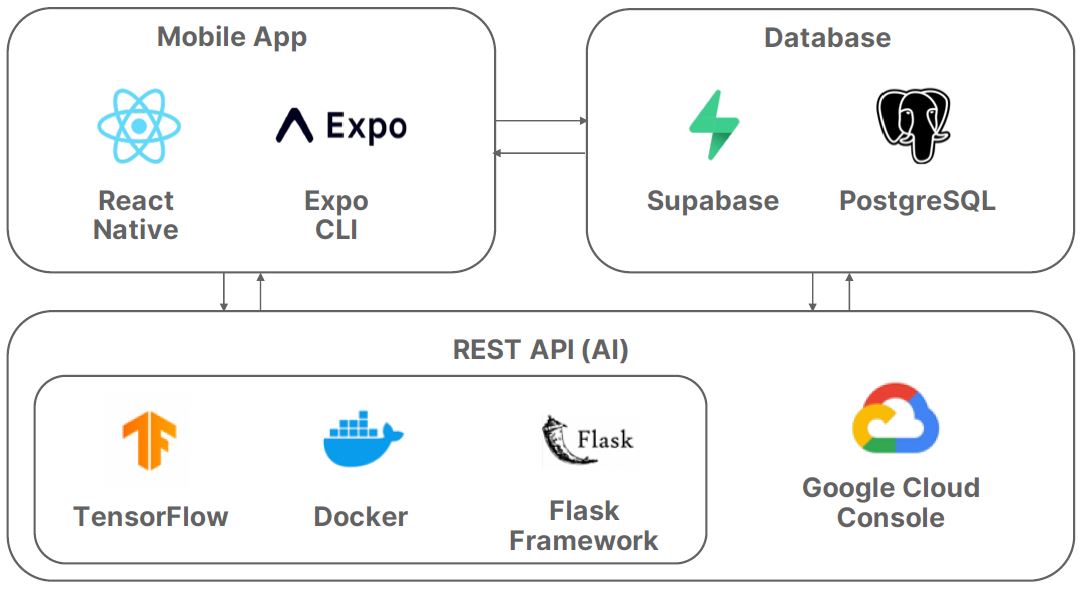 Mobile App
Expo
React
Native
Expo
CLI
Database
Supabase
PostgreSQL
REST API (AI)
TensorFlow
Docker
Flask
Flask
Framework
Google Cloud
Console